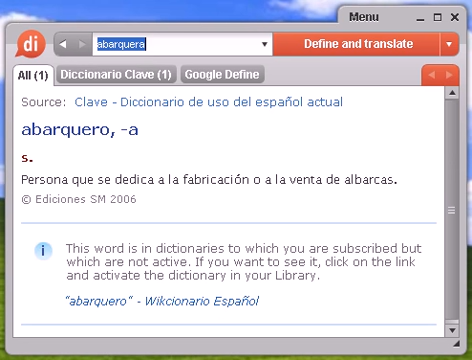 Menu
di
abarquera
Define and translate
All (1)
Diccionario Clave (1)
Google Define
Source: Clave - Diccionario de uso del español actual
abarquero, -a
s.
Persona que se dedica a la fabricación o a la venta de albarcas.
© Ediciones SM 2006
i
This word is in dictionaries to which you are subscribed but
which are not active. If you want to see it, click on the link
and activate the dictionary in your Library.
"abarquero" - Wikcionario Español